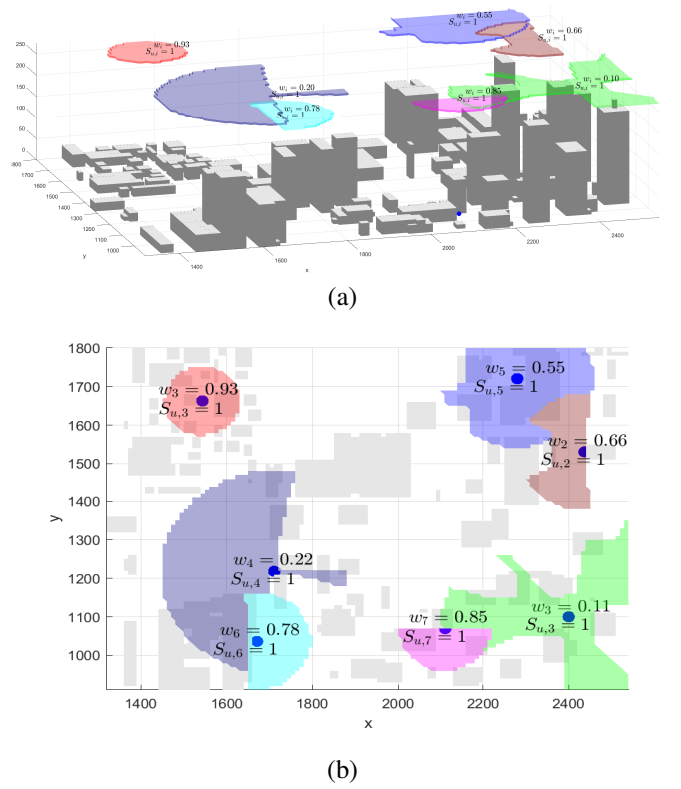 250
200
150
100
50
0
1800
1700
1600
1500
1400
1300
1200
1100
1000
y
1400
1600
1800
2000
2200
2400
x
w_i = 0.93
S_{u,i} = 1
w_i = 0.20
S_{u,i} = 1
w_i = 0.78
= 1
w_i = 0.55
S_{u,i} = 1
w_i = 0.66
S_{u,i} = 1
w_i = 0.10
S_{u,i} = 1
w_i = 0.85
S_{u,i} = 1
(a)
1800
1700
1600
1500
1400
1300
1200
1100
1000
y
w_3 = 0.93
S_{u,3} = 1
w_5 = 0.55
S_{u,5} = 1
w_2 = 0.66
S_{u,2} = 1
w_4 = 0.22
S_{u,4} = 1
w_6 = 0.78
S_{u,6} = 1
w_7 = 0.85
S_{u,7} = 1
w_3 = 0.11
S_{u,3} = 1
1400 1600 1800 2000 2200 2400
x
(b)